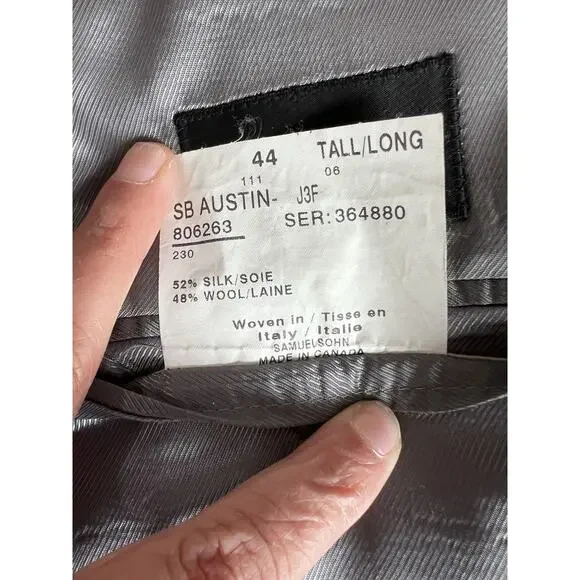 44 TALL/LONG
111 06
SB AUSTIN- J3F
806263 SER: 364880
230
52% SILK/SOIE
48% WOOL/LAINE
Woven in / Tisse en
Italy / Italie
SAMUELSOHN
MADE IN CANADA